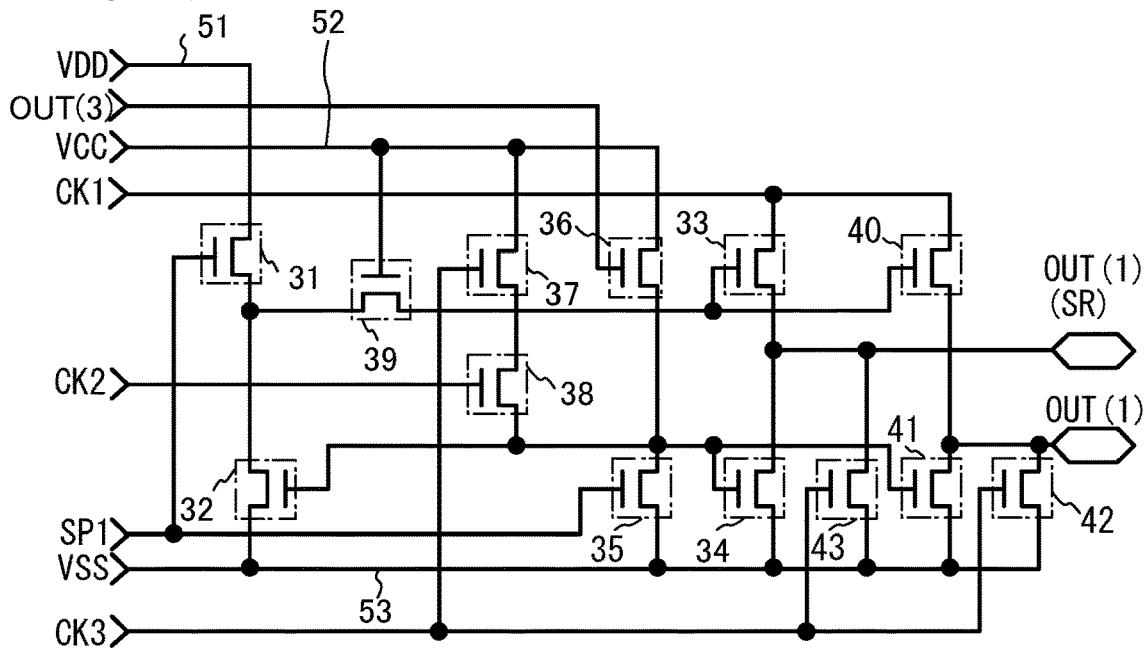 51
52
VDD
OUT(3)
VCC
CK1
36
33
40
31
37
39
OUT(1)
(SR)
CK2
38
OUT(1)
41
32
SP1
35
34
43
42
VSS
53
CK3